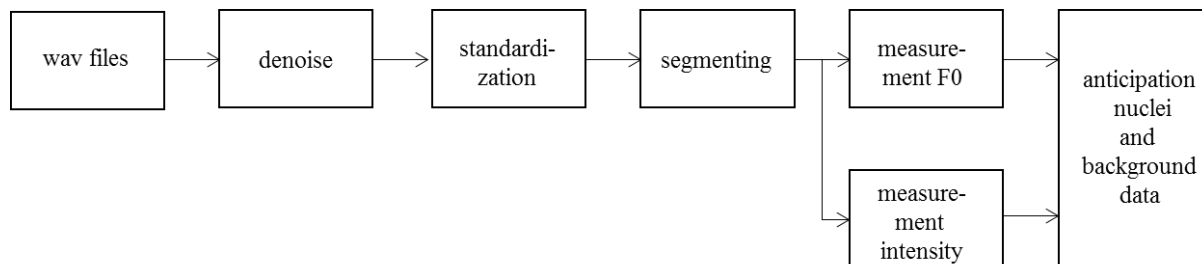 wav files
denoise
standardi-
zation
segmenting
measure-
ment F0
measure-
ment
intensity
anticipation
nuclei
and
background
data